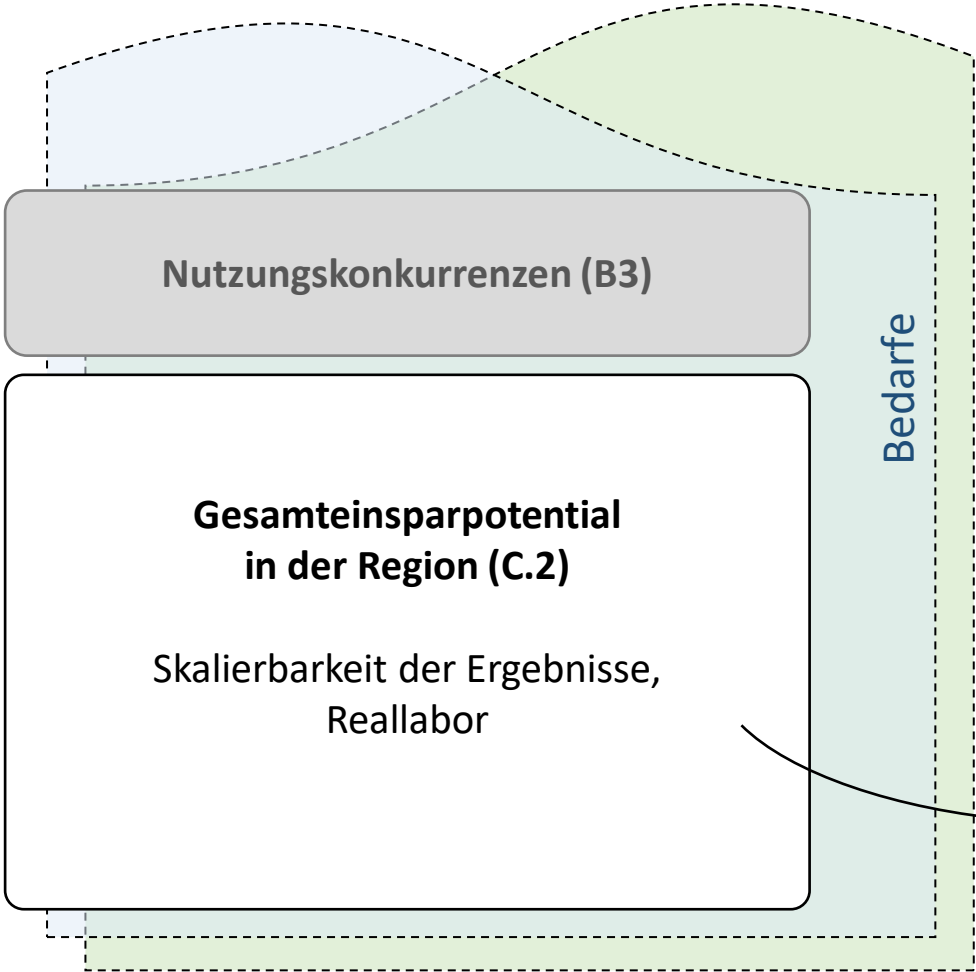 Nutzungskonkurrenzen (B3)
Bedarfe
Gesamteinsparpotential
in der Region (C.2)
Skalierbarkeit der Ergebnisse,
Reallabor